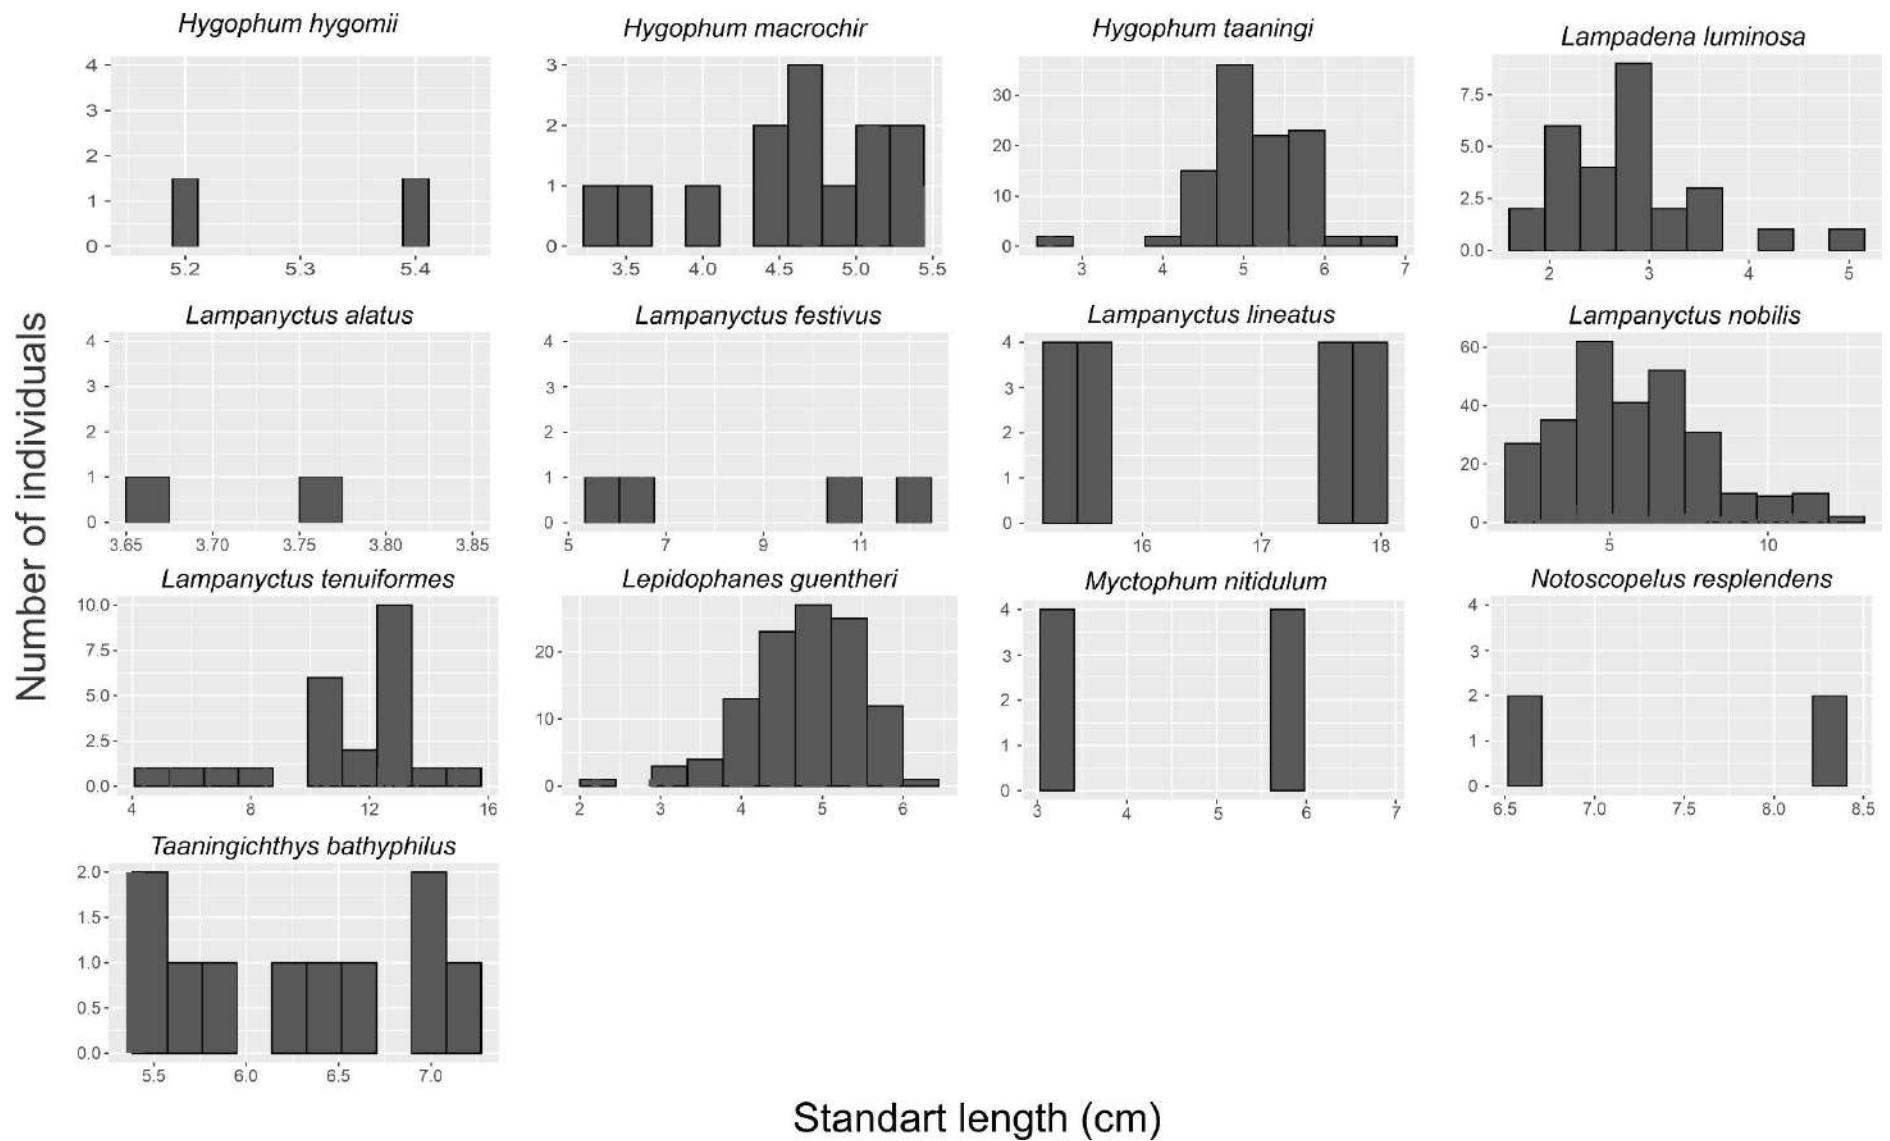 Hygophum hygomii
Hygophum macrochir
Hygophum taaningi
Lampadena luminosa
4
3
2
1
0
5.2 5.3 5.4
3
2
1
0
3.5 4.0 4.5 5.0 5.5
30
20
10
0
3 4 5 6 7
7.5
5.0
2.5
0.0
2 3 4 5
Number of individuals
Lampanyctus alatus
Lampanyctus festivus
Lampanyctus lineatus
Lampanyctus nobilis
4
3
2
1
0
3.65 3.70 3.75 3.80 3.85
4
3
2
1
0
5 7 9 11
4
3
2
1
0
16 17 18
60
40
20
0
5 10
Lampanyctus tenuiformes
Lepidophanes guentheri
Myctophum nitidulum
Notoscopelus resplendens
10.0
7.5
5.0
2.5
0.0
4 8 12 16
20
10
0
2 3 4 5 6
4
3
2
1
0
3 4 5 6 7
4
3
2
1
0
6.5 7.0 7.5 8.0 8.5
Taaningichthys bathyphilus
2.0
1.5
1.0
0.5
0.0
5.5 6.0 6.5 7.0
Standart length (cm)